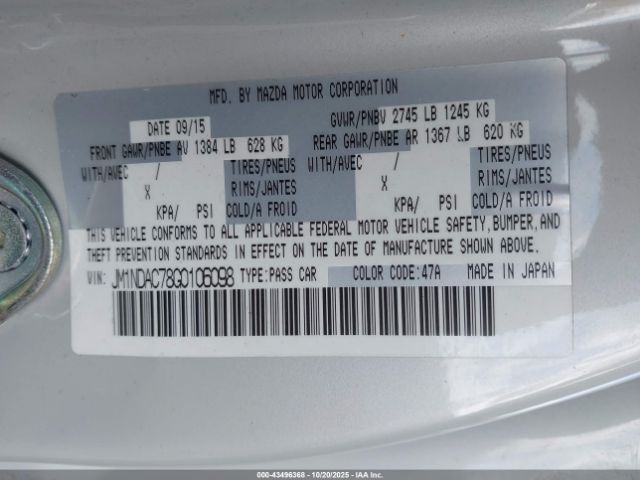 MFD. BY MAZDA MOTOR CORPORATION
DATE 09/15 GVWR/PNBV 2745 LB 1245 KG
FRONT GAWR/PNBE AV 1384 LB 628 KG REAR GAWR/PNBE AR 1367 LB 620 KG
WITH/AVEC / TIRES/PNEUS WITH/AVEC / TIRES/PNEUS
X RIMS/JANTES X RIMS/JANTES
KPA/ PSI COLD/A FROID KPA/ PSI COLD/A FROID
THIS VEHICLE CONFORMS TO ALL APPLICABLE FEDERAL MOTOR VEHICLE SAFETY, BUMPER, AND
THEFT PREVENTION STANDARDS IN EFFECT ON THE DATE OF MANUFACTURE SHOWN ABOVE.
VIN: JM1NDAC78G0106098 TYPE:PASS CAR COLOR CODE:47A MADE IN JAPAN
000-43496368 - 10/20/2025 - Copyright © IAA, Inc.